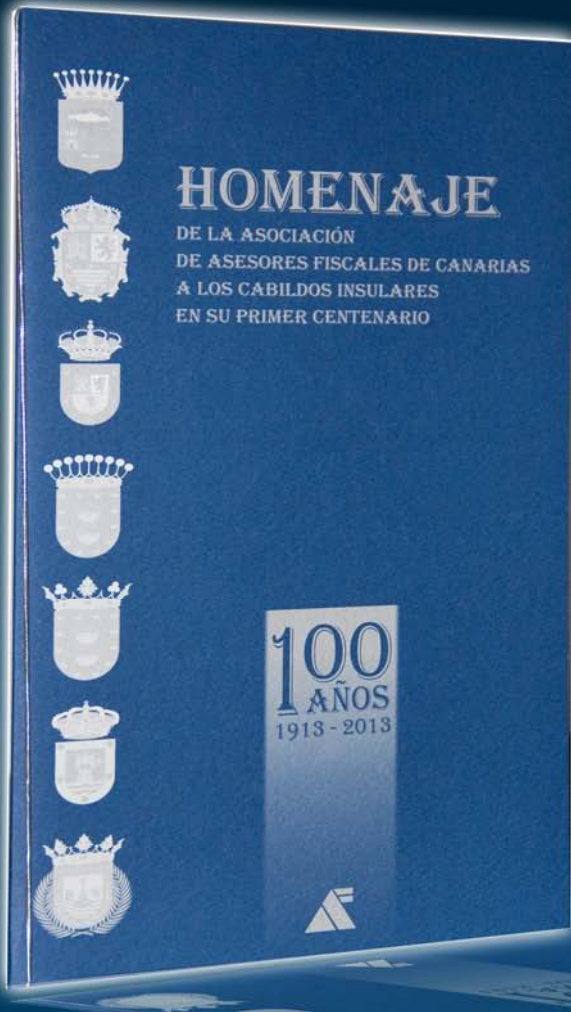 HOMENAJE
DE LA ASOCIACIÓN
DE ASESORES FISCALES DE CANARIAS
A LOS CABILDOS INSULARES
EN SU PRIMER CENTENARIO
100
AÑOS
1913 - 2013